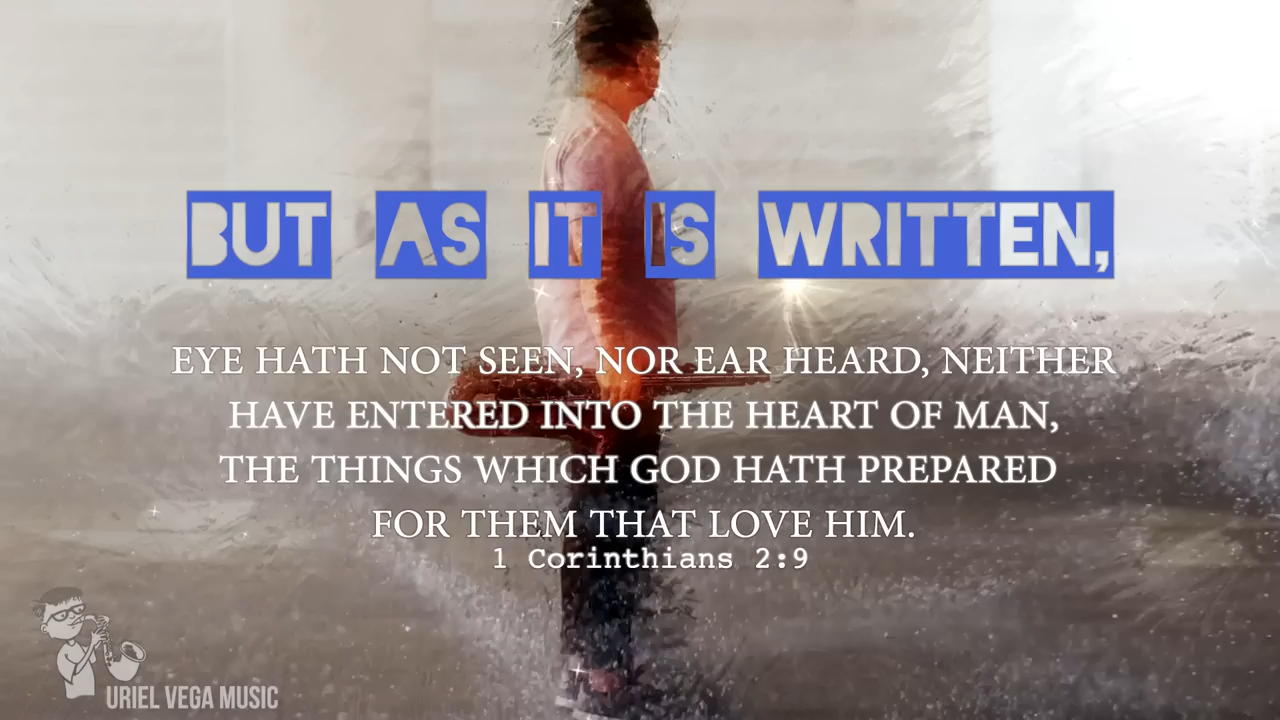 BUT AS IT IS WRITTEN,
EYE HATH NOT SEEN, NOR EAR HEARD, NEITHER
HAVE ENTERED INTO THE HEART OF MAN,
THE THINGS WHICH GOD HATH PREPARED
FOR THEM THAT LOVE HIM.
1 Corinthians 2:9
URIEL VEGA MUSIC